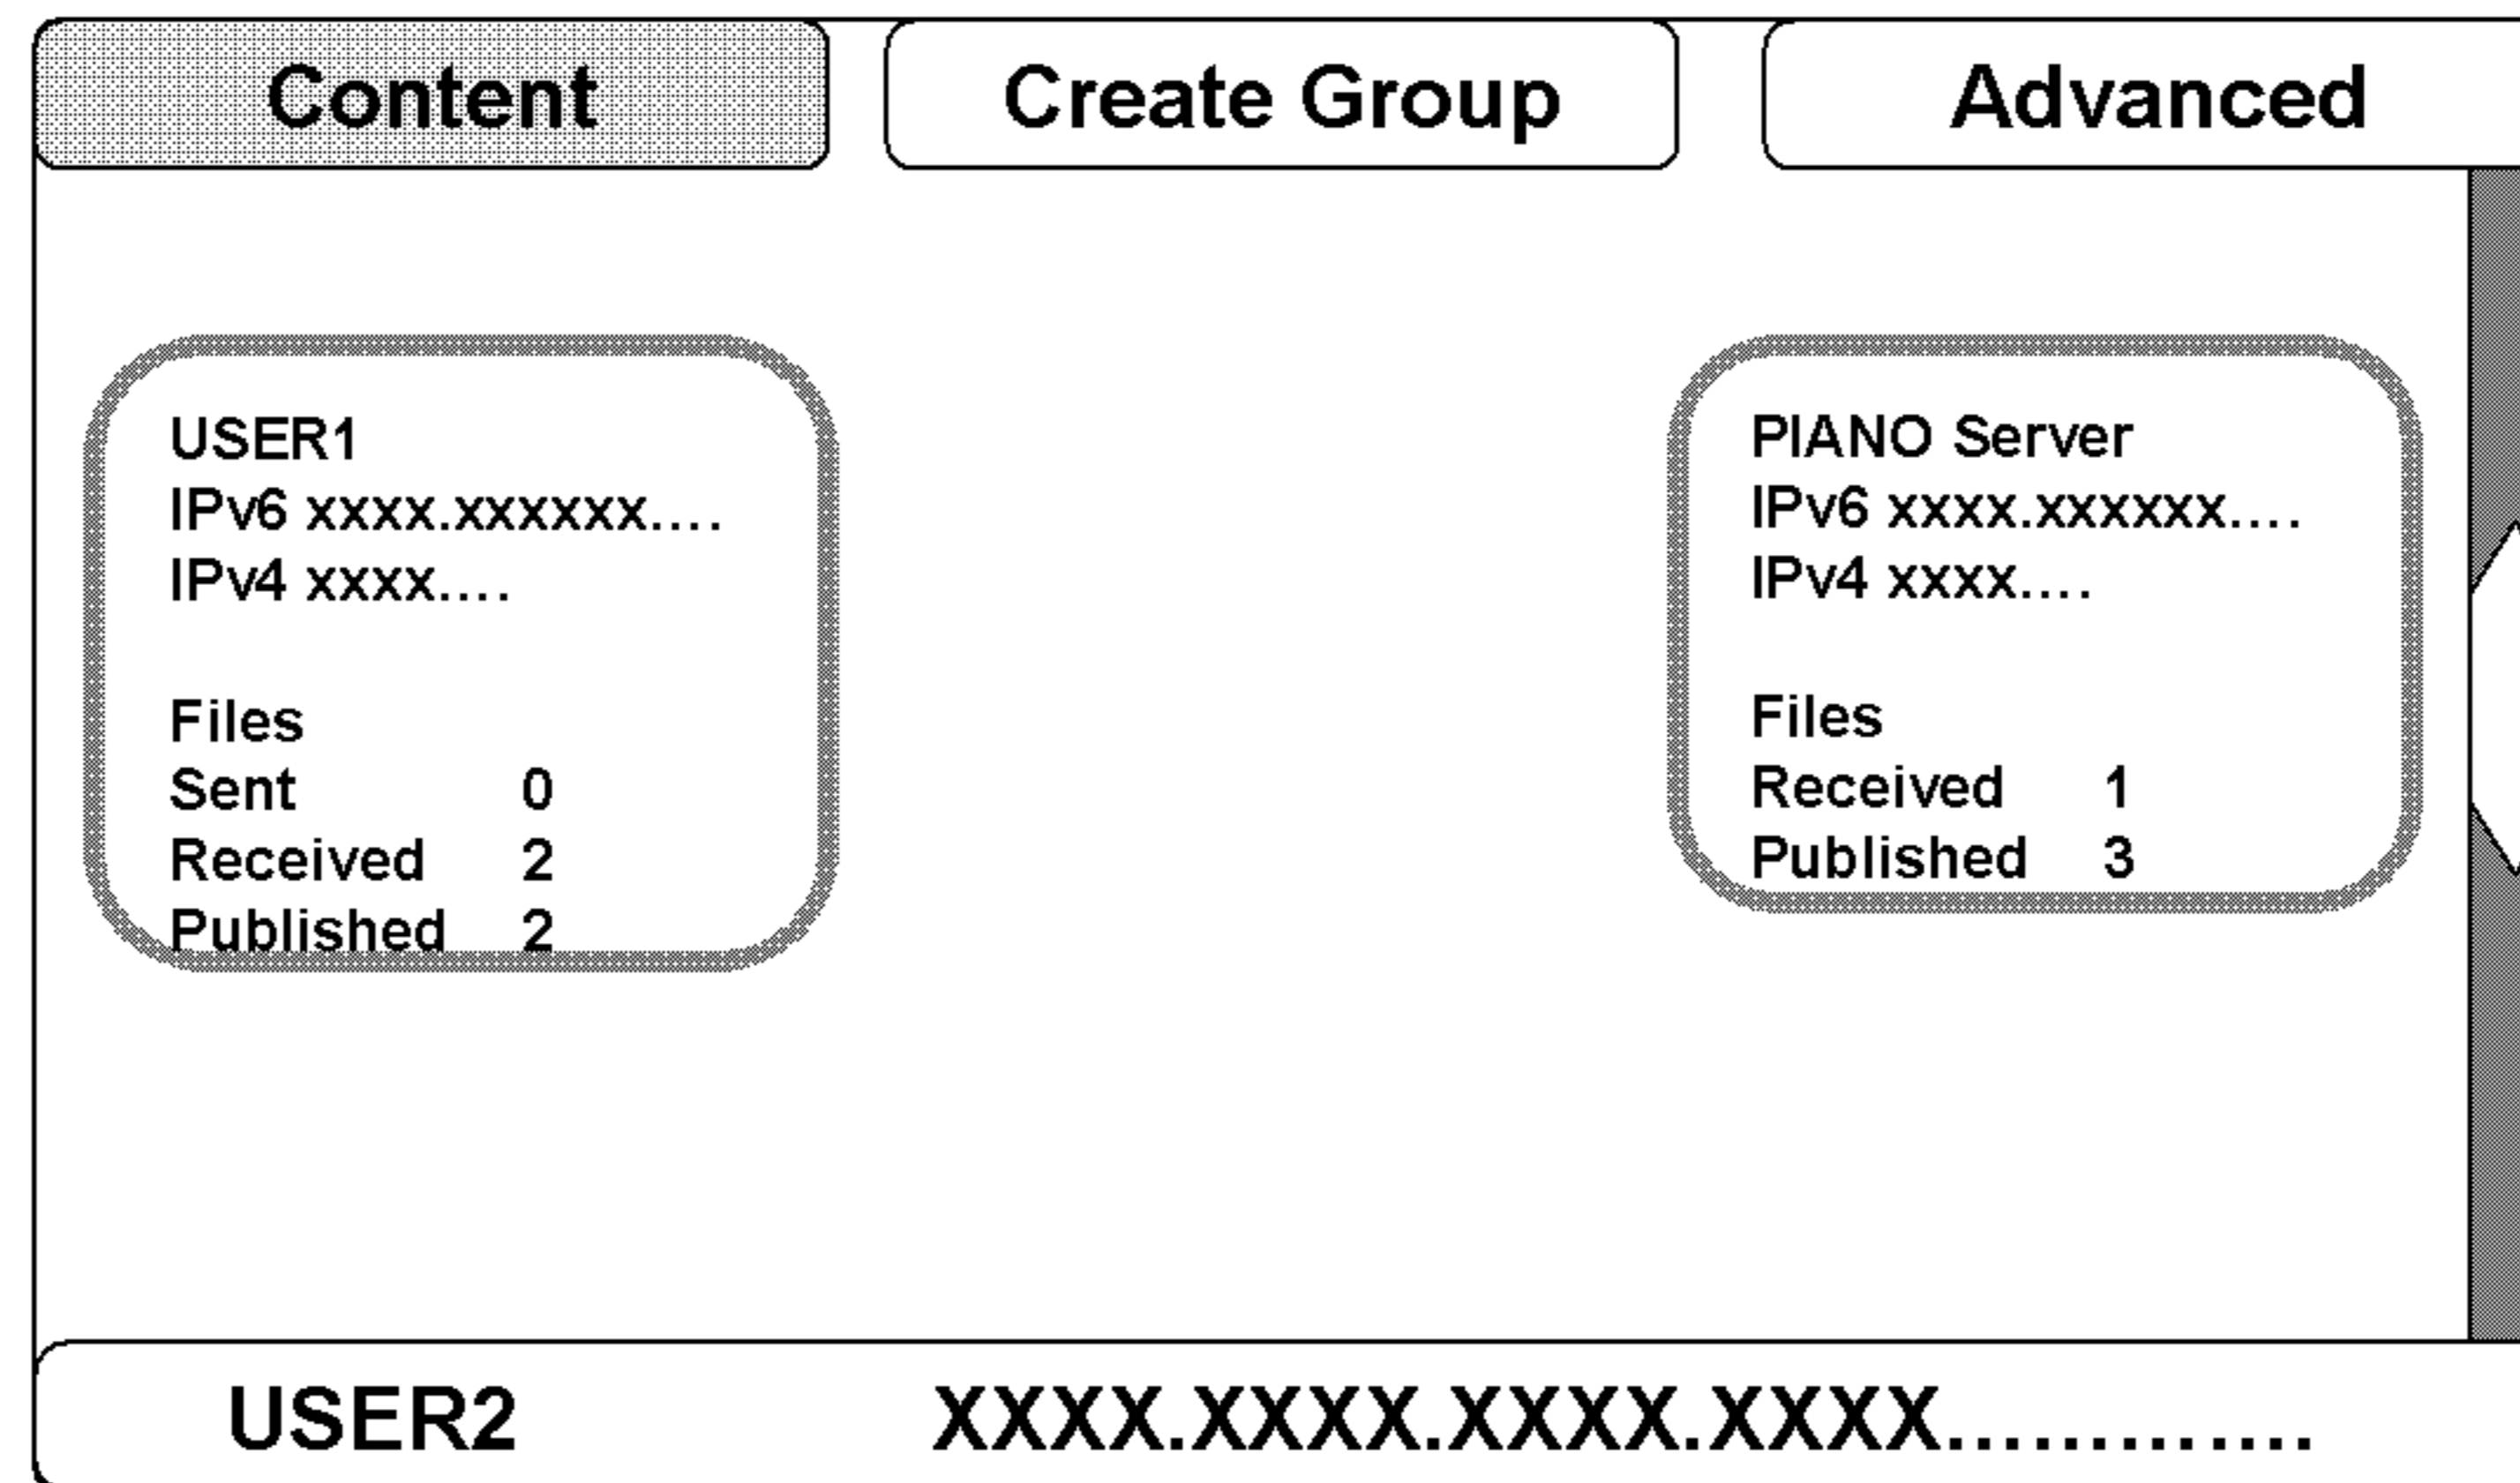 Content Create Group Advanced
USER1
IPv6 xxxx.xxxxxx....
IPv4 xxxx....
Files
Sent 0
Received 2
Published 2
PIANO Server
IPv6 xxxx.xxxxxx....
IPv4 xxxx....
Files
Received 1
Published 3
USER2 XXXX.XXXX.XXXX.XXXX.............